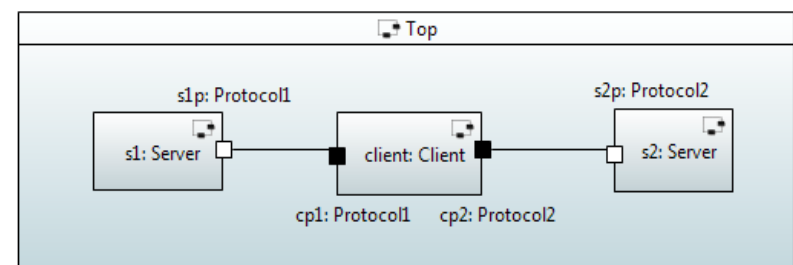 Top
s1p: Protocol1
s2p: Protocol2
s1: Server
client: Client
s2: Server
cp1: Protocol1
cp2: Protocol2